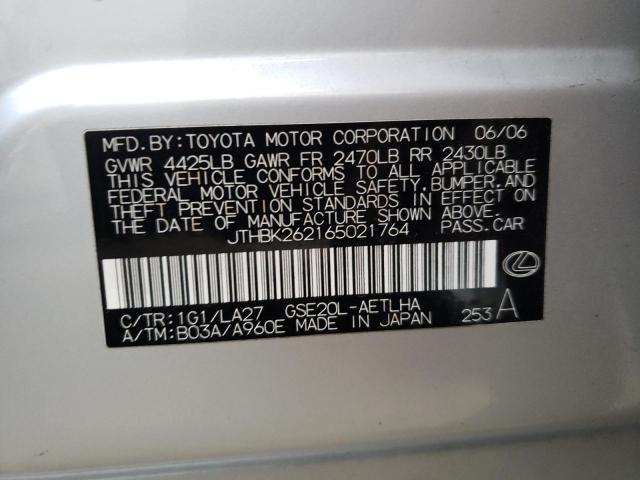 MFD.BY:TOYOTA MOTOR CORPORATION 06/06
GVWR 4425LB GAWR FR 2470LB RR 2430LB
THIS VEHICLE CONFORMS TO ALL APPLICABLE
FEDERAL MOTOR VEHICLE SAFETY,BUMPER,AND
THEFT PREVENTION STANDARDS IN EFFECT ON
THE DATE OF MANUFACTURE SHOWN ABOVE.
JTHBK262165021764 PASS.CAR
C/TR:1G1/LA27 GSE20L-AETLHA
A/TM:B03A/A960E MADE IN JAPAN 253 A